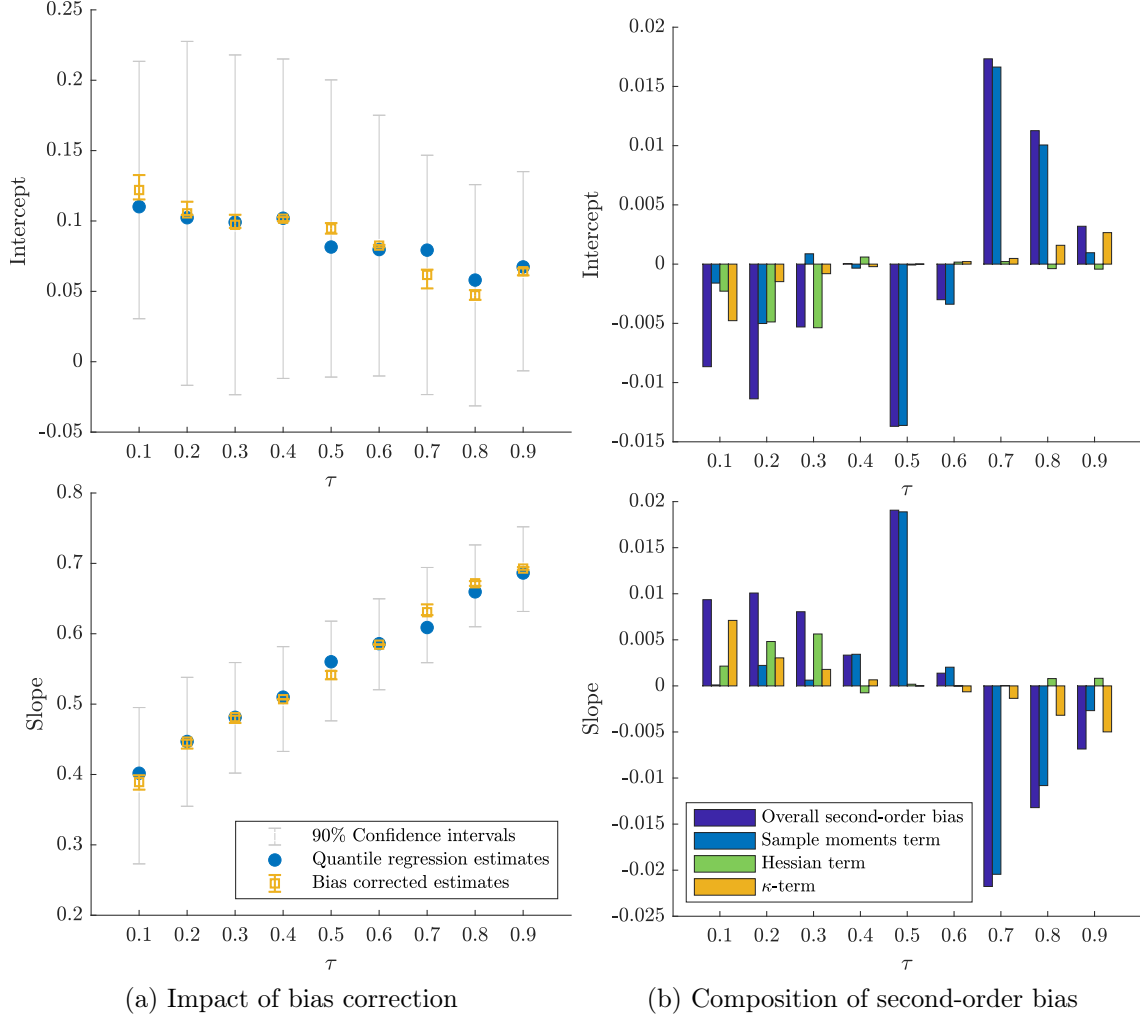 0.25
0.2
0.15
0.1
0.05
0
-0.05
Intercept
0.1 0.2 0.3 0.4 0.5 0.6 0.7 0.8 0.9
τ
0.02
0.015
0.01
0.005
0
-0.005
-0.01
-0.015
Intercept
0.1 0.2 0.3 0.4 0.5 0.6 0.7 0.8 0.9
τ
0.8
0.7
0.6
0.5
0.4
0.3
0.2
Slope
90% Confidence intervals
Quantile regression estimates
Bias corrected estimates
0.1 0.2 0.3 0.4 0.5 0.6 0.7 0.8 0.9
τ
0.02
0.015
0.01
0.005
0
-0.005
-0.01
-0.015
-0.02
-0.025
Slope
Overall second-order bias
Sample moments term
Hessian term
κ-term
0.1 0.2 0.3 0.4 0.5 0.6 0.7 0.8 0.9
τ
(a) Impact of bias correction
(b) Composition of second-order bias